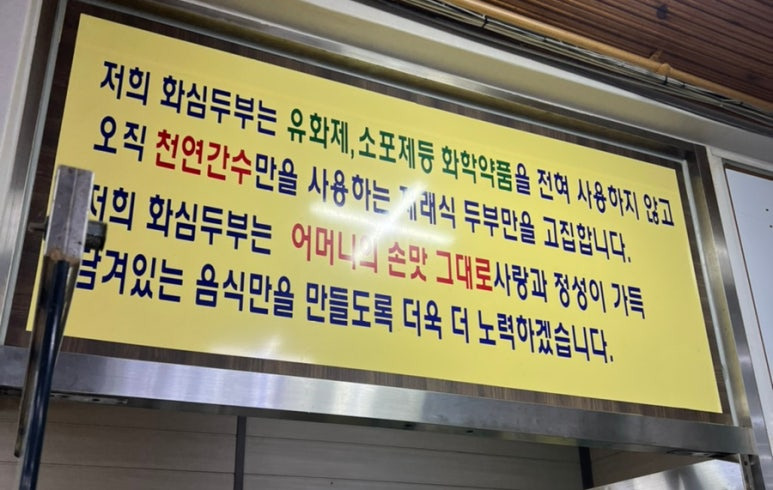 저희 화심두부는 유화제,소포제등 화학약품을 전혀 사용하지 않고
오직 천연간수만을 사용하는 재래식 두부만을 고집합니다.
저희 화심두부는 어머니의 손맛 그대로 사랑과 정성이 가득
담겨있는 음식만을 만들도록 더욱 더 노력하겠습니다.